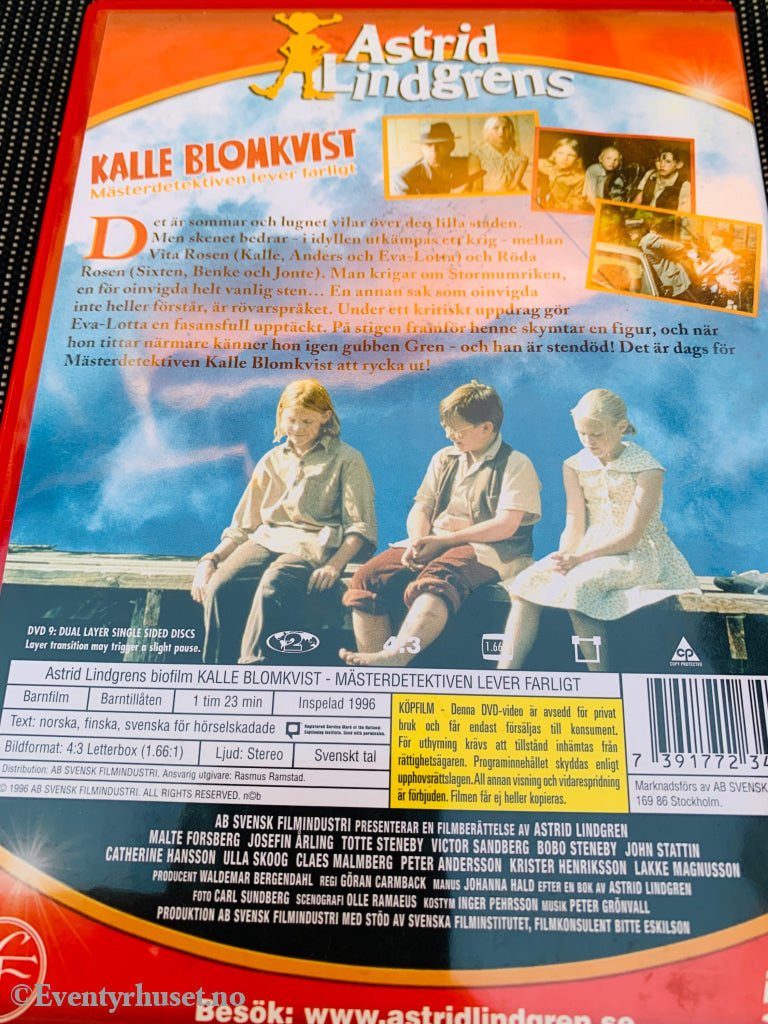 Astrid
Lindgrens
KALLE BLOMKVIST
Mästerdetektiven lever farligt
Det är sommar och lugnet vilar över den lilla staden.
Men skenet bedrar - i idyllen utkämpas ett krig - mellan
Vita Rosen (Kalle, Anders och Eva-Lotta) och Röda
Rosen (Sixten, Benke och Jonte). Man krigar om Stormumriken,
en för oinvigda helt vanlig sten... En annan sak som oinvigda
inte heller förstår, är rövarspråket. Under ett kritiskt uppdrag gör
Eva-Lotta en fasansfull upptäckt. På stigen framför henne skymtar en figur, och när
hon tittar närmare känner hon igen gubben Gren - och han är stendöd! Det är dags för
Mästerdetektiven Kalle Blomkvist att rycka ut!
DVD 9: DUAL LAYER SINGLE SIDED DISCS
Layer transition may trigger a slight pause.
2
4:3
1.66
COPY PROTECTED
Astrid Lindgrens biofilm KALLE BLOMKVIST - MÄSTERDETEKTIVEN LEVER FARLIGT
Barnfilm
Barntillåten
1 tim 23 min
Inspelad 1996
Text: norska, finska, svenska för hörselskadade
Registered Service Mark of the National
Captioning Institute. Used with permission.
Bildformat: 4:3 Letterbox (1.66:1)
Ljud: Stereo
Svenskt tal
Distribution: AB SVENSK FILMINDUSTRI. Ansvarig utgivare: Rasmus Ramstad.
© 1996 AB SVENSK FILMINDUSTRI. ALL RIGHTS RESERVED. n©b
KÖPFILM - Denna DVD-video är avsedd för privat
bruk och får endast försäljas till konsument.
För uthyrning krävs att tillstånd inhämtas från
rättighetsägaren. Programinnehållet skyddas enligt
upphovsrättslagen. All annan visning och vidarespridning
är förbjuden. Filmen får ej heller kopieras.
7 391772 34
Marknadsförs av AB SVENSK
169 86 Stockholm.
AB SVENSK FILMINDUSTRI PRESENTERAR EN FILMBERÄTTELSE AV ASTRID LINDGREN
MALTE FORSBERG JOSEFIN ÅRLING TOTTE STENEBY VICTOR SANDBERG BOBO STENEBY JOHN STATTIN
CATHERINE HANSSON ULLA SKOOG CLAES MALMBERG PETER ANDERSSON KRISTER HENRIKSSON LAKKE MAGNUSSON
PRODUCENT WALDEMAR BERGENDAHL REGI GÖRAN CARMBACK MANUS JOHANNA HALD EFTER EN BOK AV ASTRID LINDGREN
FOTO CARL SUNDBERG SCENOGRAFI OLLE RAMAEUS KOSTYM INGER PEHRSSON MUSIK PETER GRÖNVALL
PRODUKTION AB SVENSK FILMINDUSTRI MED STÖD AV SVENSKA FILMINSTITUTET, FILMKONSULENT BITTE ESKILSON
©Eventyrhuset.no
Besök: www.astridlindgren.se